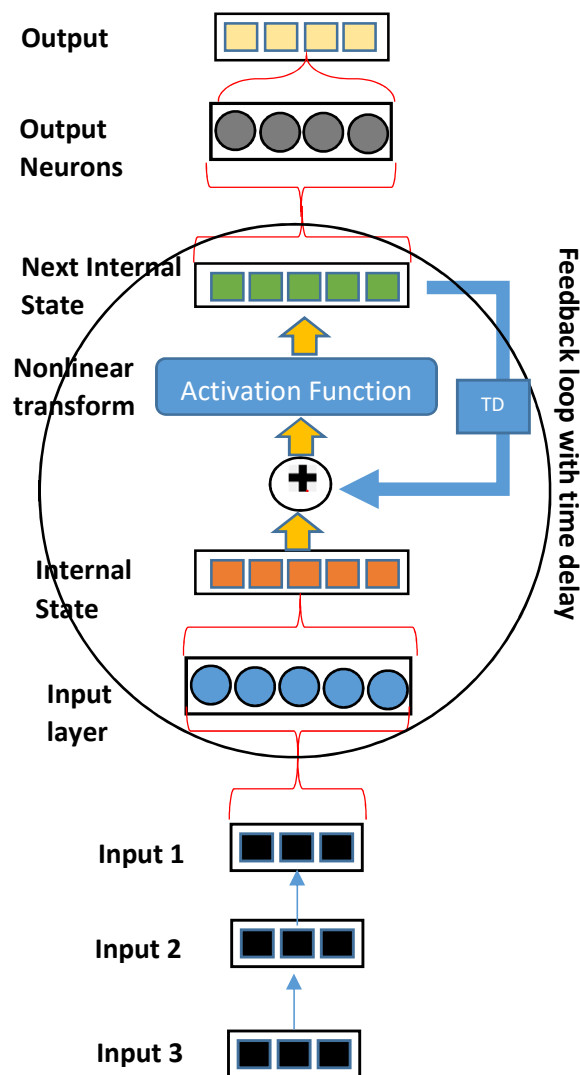 Output
Output
Neurons
Next Internal
State
Feedback loop with time delay
Nonlinear
transform
Activation Function
TD
Internal
State
Input
layer
Input 1
Input 2
Input 3